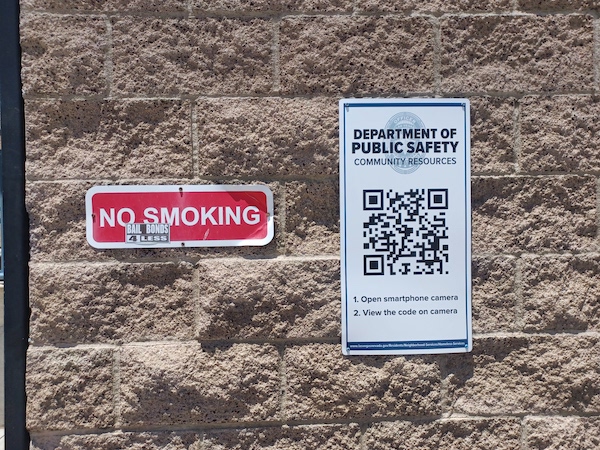 NO SMOKING
BAIL BONDS
4 LESS
DEPARTMENT OF
PUBLIC SAFETY
COMMUNITY RESOURCES
1. Open smartphone camera
2. View the code on camera